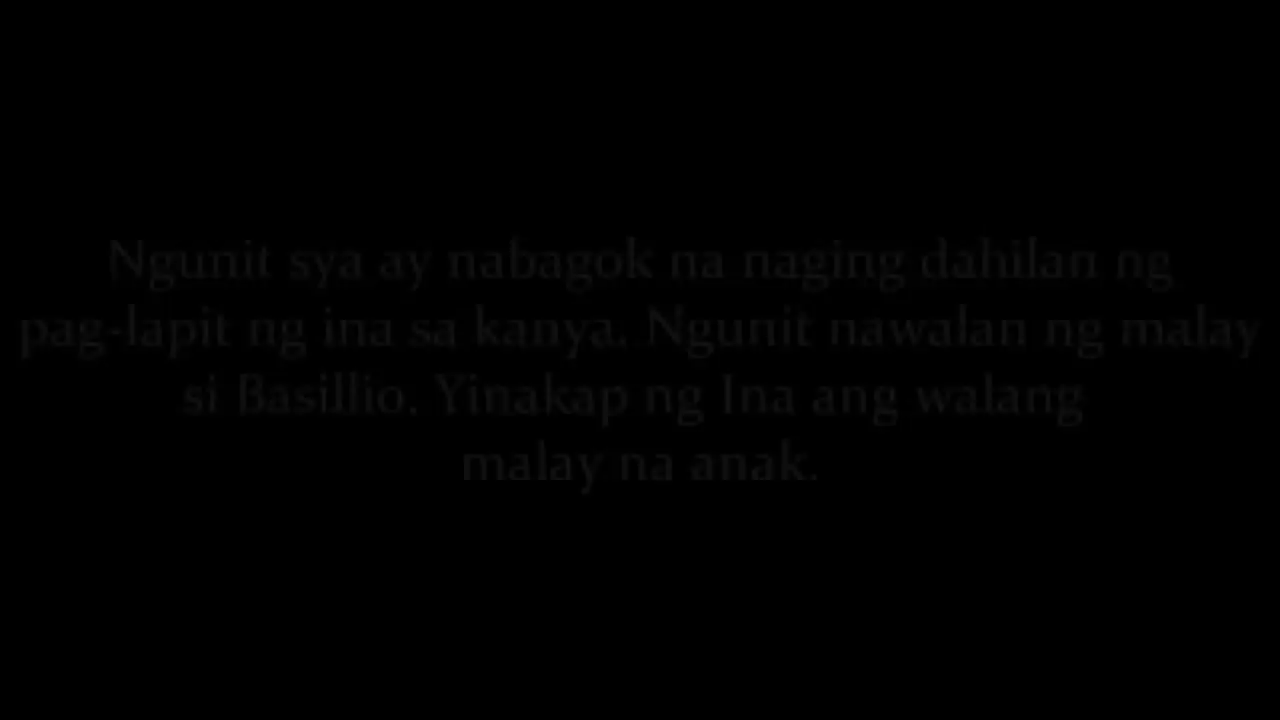 Ngunit sya ay nabagok na naging dahilan ng
pag-lapit ng ina sa kanya. Ngunit nawalan ng malay
si Basillio. Yinakap ng Ina ang walang
malay na anak.